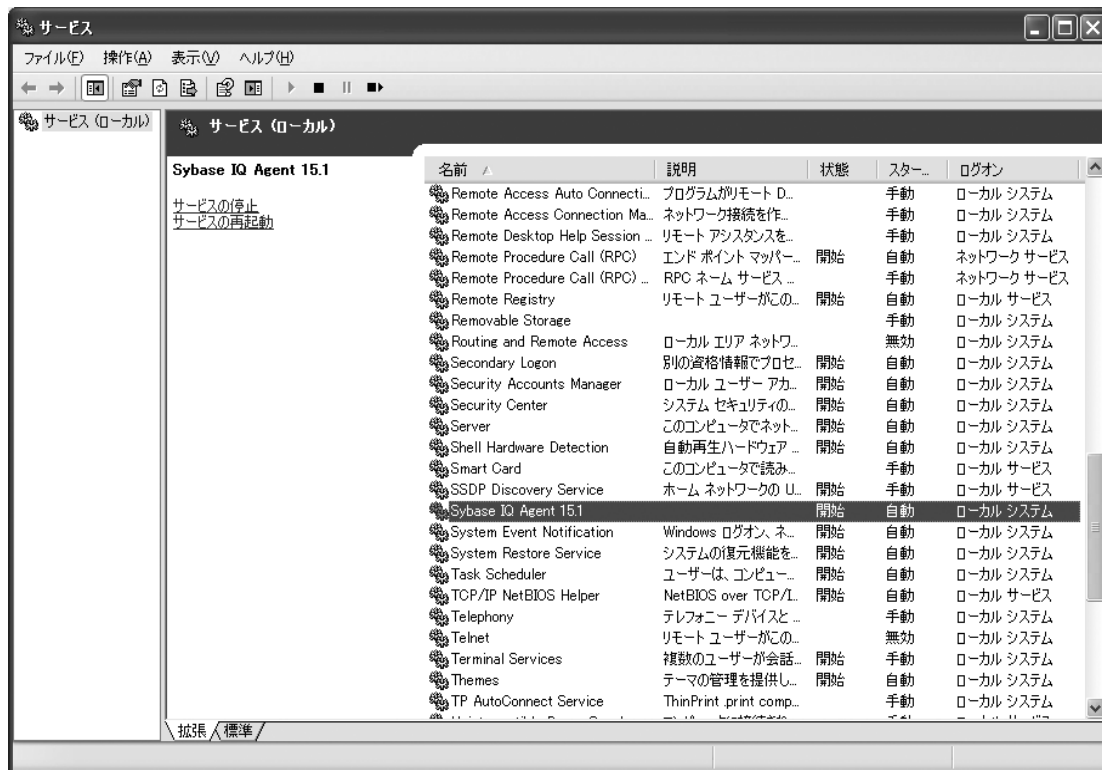 サービス
ファイル(F) 操作(A) 表示(V) ヘルプ(H)
サービス (ローカル)
サービス (ローカル)
Sybase IQ Agent 15.1
サービスの停止
サービスの再起動
名前 説明 状態 スター... ログオン
Remote Access Auto Connecti... プログラムがリモート D... 手動 ローカル システム
Remote Access Connection Ma... ネットワーク接続を作... 手動 ローカル システム
Remote Desktop Help Session ... リモート アシスタンスを... 手動 ローカル システム
Remote Procedure Call (RPC) エンド ポイント マッパー... 開始 自動 ネットワーク サービス
Remote Procedure Call (RPC) ... RPC ネーム サービス ... 手動 ネットワーク サービス
Remote Registry リモート ユーザーがこの... 開始 自動 ローカル サービス
Removable Storage 手動 ローカル システム
Routing and Remote Access ローカル エリア ネットワ... 無効 ローカル システム
Secondary Logon 別の資格情報でプロセ... 開始 自動 ローカル システム
Security Accounts Manager ローカル ユーザー アカ... 開始 自動 ローカル システム
Security Center システム セキュリティの... 開始 自動 ローカル システム
Server このコンピュータでネット... 開始 自動 ローカル システム
Shell Hardware Detection 自動再生ハードウェア ... 開始 自動 ローカル システム
Smart Card このコンピュータで読み... 手動 ローカル サービス
SSDP Discovery Service ホーム ネットワークの U... 開始 手動 ローカル サービス
Sybase IQ Agent 15.1 開始 自動 ローカル システム
System Event Notification Windows ログオン、ネ... 開始 自動 ローカル システム
System Restore Service システムの復元機能を... 開始 自動 ローカル システム
Task Scheduler ユーザーは、コンピュー... 開始 自動 ローカル システム
TCP/IP NetBIOS Helper NetBIOS over TCP/I... 開始 自動 ローカル サービス
Telephony テレフォニー デバイスと ... 手動 ローカル システム
Telnet リモート ユーザーがこの... 無効 ローカル システム
Terminal Services 複数のユーザーが会話... 開始 手動 ローカル システム
Themes テーマの管理を提供し... 開始 自動 ローカル システム
TP AutoConnect Service ThinPrint .print comp... 手動 ローカル システム
拡張 標準